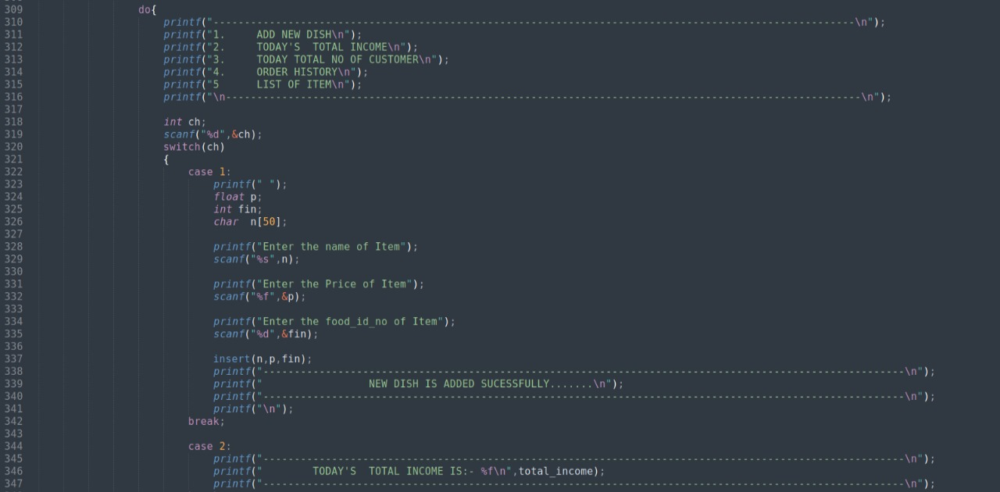 309 do{
310 printf("-------------------------------------------------------------------------------------------------------\n");
311 printf("1.     ADD NEW DISH\n");
312 printf("2.     TODAY'S  TOTAL INCOME\n");
313 printf("3.     TODAY TOTAL NO OF CUSTOMER\n");
314 printf("4.     ORDER HISTORY\n");
315 printf("5      LIST OF ITEM\n");
316 printf("\n------------------------------------------------------------------------------------------------------\n");
317
318 int ch;
319 scanf("%d",&ch);
320 switch(ch)
321 {
322 case 1:
323 printf(" ");
324 float p;
325 int fin;
326 char  n[50];
327
328 printf("Enter the name of Item");
329 scanf("%s",n);
330
331 printf("Enter the Price of Item");
332 scanf("%f",&p);
333
334 printf("Enter the food_id_no of Item");
335 scanf("%d",&fin);
336
337 insert(n,p,fin);
338 printf("-------------------------------------------------------------------------------------------------------\n");
339 printf("                 NEW DISH IS ADDED SUCESSFULLY.......\n");
340 printf("-------------------------------------------------------------------------------------------------------\n");
341 printf("\n");
342 break;
343
344 case 2:
345 printf("-------------------------------------------------------------------------------------------------------\n");
346 printf("        TODAY'S  TOTAL INCOME IS:- %f\n",total_income);
347 printf("-------------------------------------------------------------------------------------------------------\n");